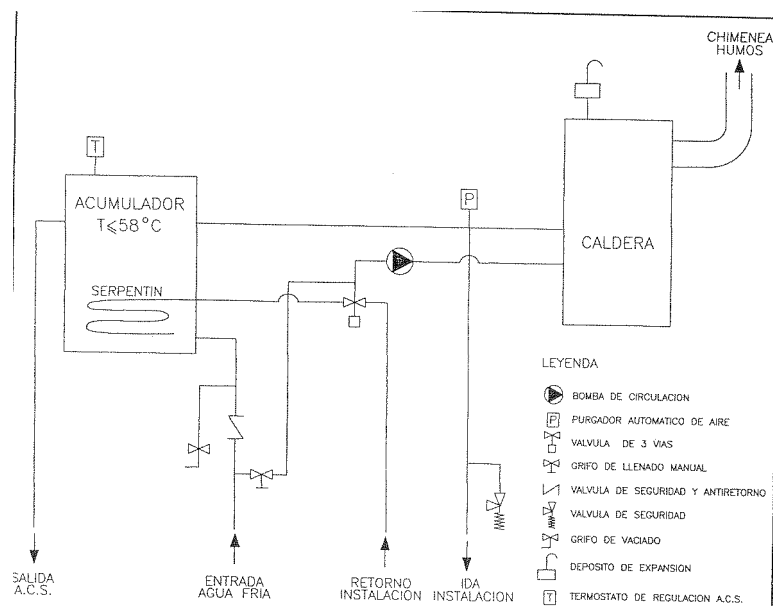 CHIMENEA
HUMOS
T
ACUMULADOR
T⩽58°C
P
CALDERA
SERPENTIN
LEYENDA
BOMBA DE CIRCULACION
P PURGADOR AUTOMATICO DE AIRE
VALVULA DE 3 VIAS
GRIFO DE LLENADO MANUAL
VALVULA DE SEGURIDAD Y ANTIRETORNO
VALVULA DE SEGURIDAD
GRIFO DE VACIADO
DEPOSITO DE EXPANSION
T TERMOSTATO DE REGULACION A.C.S.
SALIDA
A.C.S.
ENTRADA
AGUA FRIA
RETORNO
INSTALACION
IDA
INSTALACION